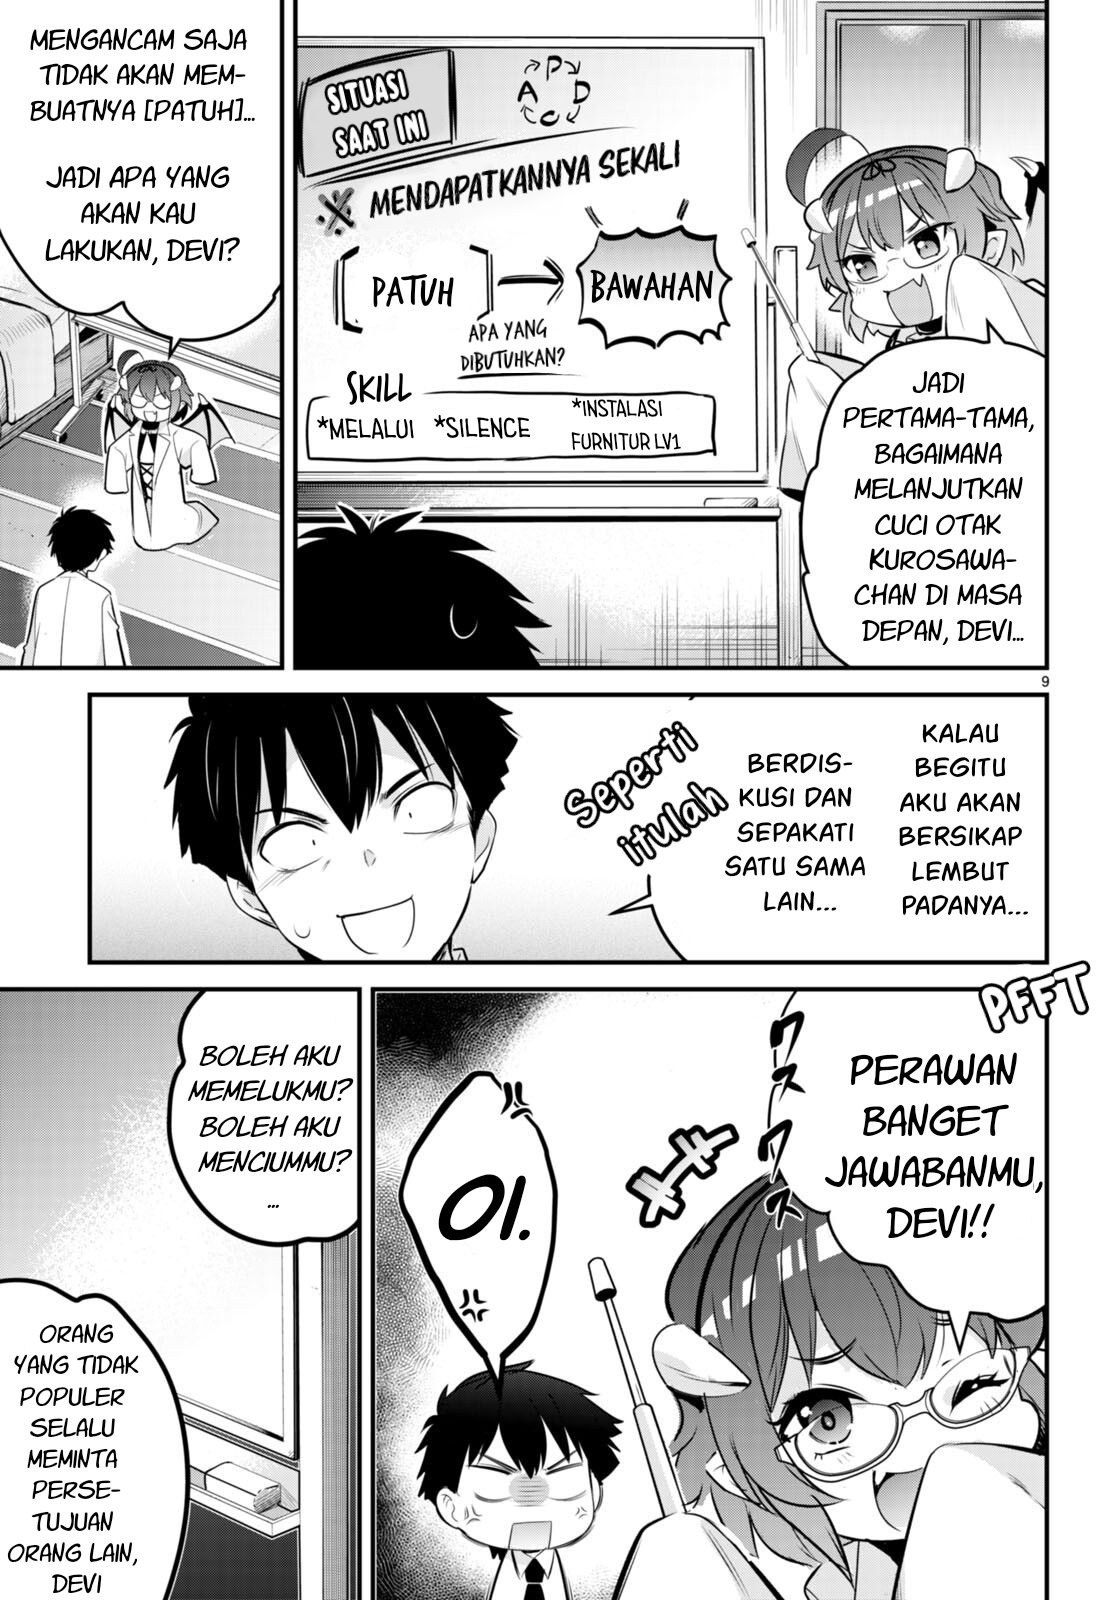 SITUASI
SAAT INI
P
A D
C
※ MENDAPATKANNYA SEKALI
[PATUH] → BAWAHAN
APA YANG
DIBUTUHKAN?
SKILL
*MELALUI *SILENCE *INSTALASI
FURNITUR LV1
JADI
PERTAMA-TAMA,
BAGAIMANA
MELANJUTKAN
CUCI OTAK
KUROSAWA-
CHAN DI MASA
DEPAN, DEVI...
MENGANCAM SAJA
TIDAK AKAN MEM-
BUATNYA [PATUH]...
JADI APA YANG
AKAN KAU
LAKUKAN, DEVI?
9
KALAU
BEGITU
AKU AKAN
BERSIKAP
LEMBUT
PADANYA...
BERDIS-
KUSI DAN
SEPAKATI
SATU SAMA
LAIN...
Seperti
itulah
PFFT
PERAWAN
BANGET
JAWABANMU,
DEVI!!
クスクス
OI.
BOLEH AKU
MEMELUKMU?
BOLEH AKU
MENCIUMMU?
...
ORANG
YANG TIDAK
POPULER
SELALU
MEMINTA
PERSE-
TUJUAN
ORANG LAIN,
DEVI